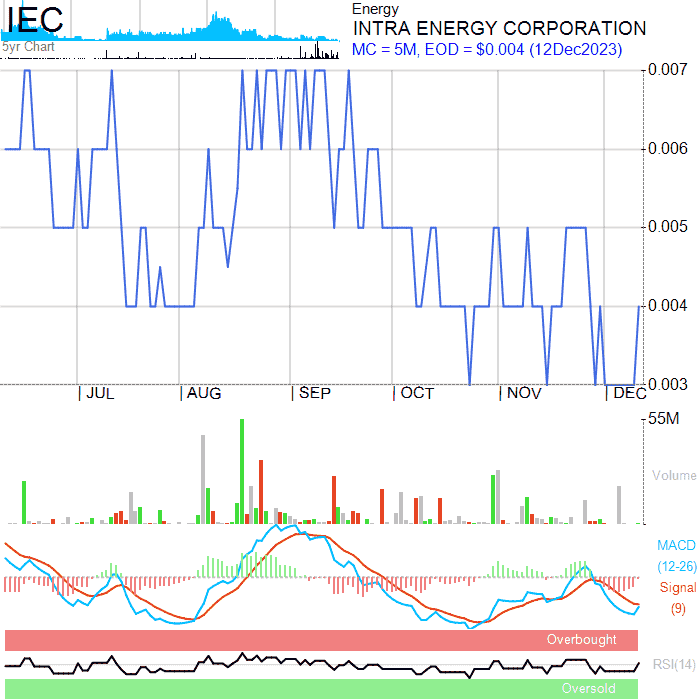 IEC
Energy
INTRA ENERGY CORPORATION
5yr Chart
MC = 5M, EOD = $0.004 (12Dec2023)
0.007
0.006
0.005
0.004
0.003
JUL
AUG
SEP
OCT
NOV
DEC
55M
Volume
MACD
(12-26)
Signal
(9)
Overbought
RSI(14)
Oversold